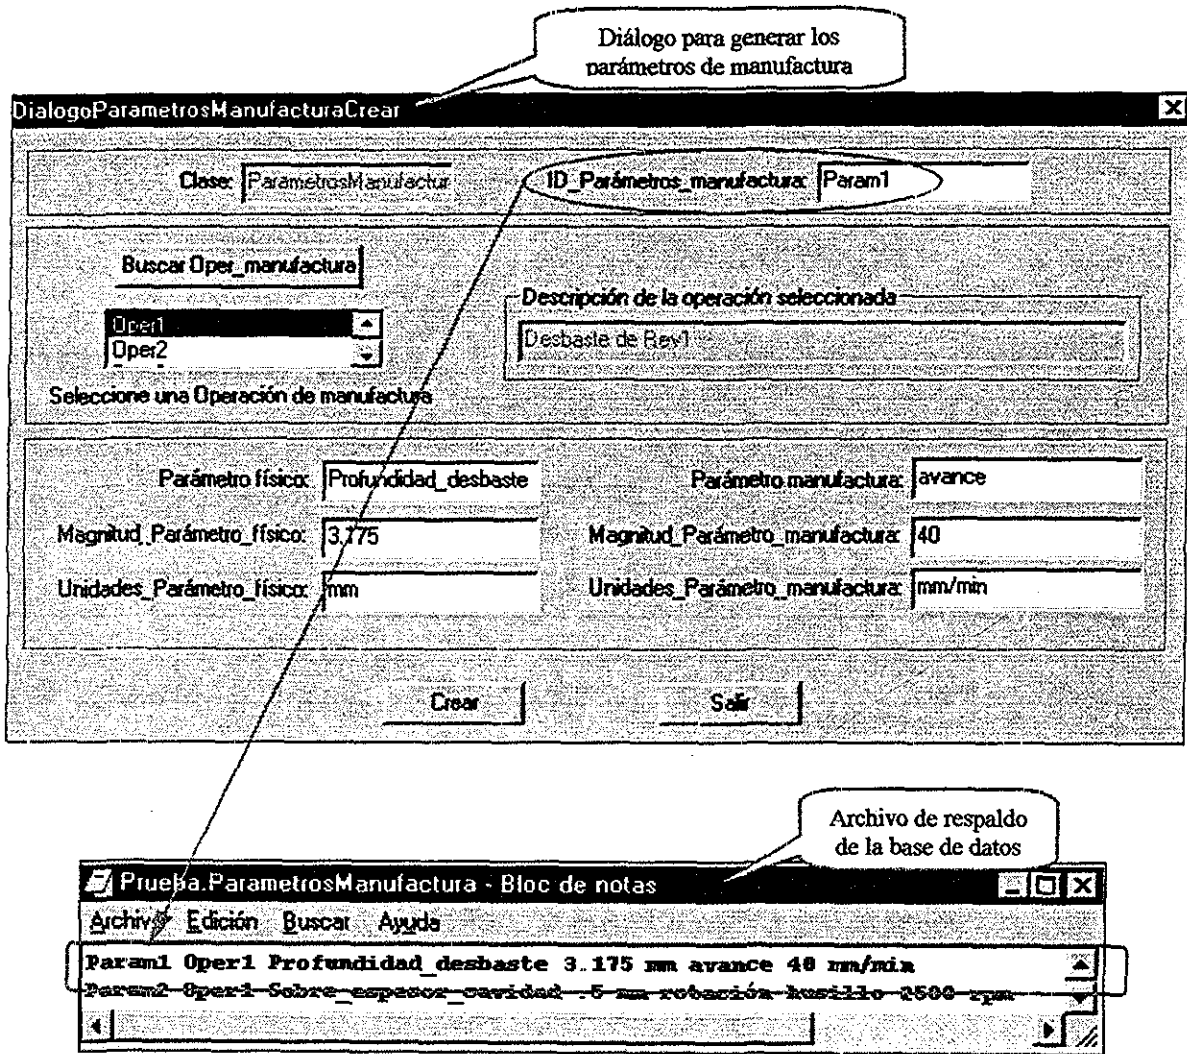 Diálogo para generar los
parámetros de manufactura
DialogoParametrosManufacturaCrear
Clase: ParametrosManufactur
ID_Parámetros_manufactura: Param1
Buscar Oper_manufactura
Oper1
Oper2
Seleccione una Operación de manufactura
Descripción de la operación seleccionada
Desbaste de Rev1
Parámetro físico: Profundidad_desbaste
Parámetro manufactura: avance
Magnitud_Parámetro_físico: 3.175
Magnitud_Parámetro_manufactura: 40
Unidades_Parámetro_físico: mm
Unidades_Parámetro_manufactura: mm/min
Crear
Salir
Archivo de respaldo
de la base de datos
Prueba.ParametrosManufactura - Bloc de notas
Archivo Edición Buscar Ayuda
Param1 Oper1 Profundidad_desbaste 3.175 mm avance 40 mm/min
Param2 Oper1 Sobre_espesor_cavidad .5 mm rotación husillo 2500 rpm